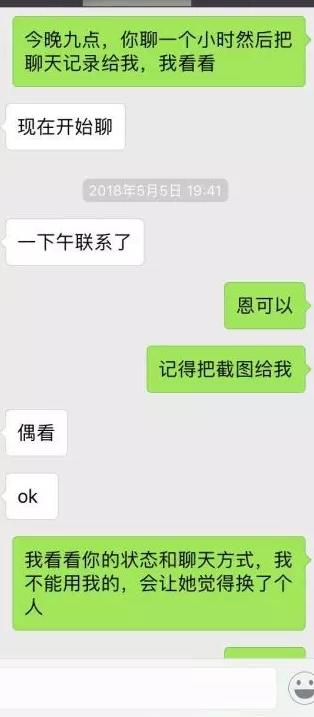 今晚九点，你聊一个小时然后把
聊天记录给我，我看看
现在开始聊
2018年5月5日 19:41
一下午联系了
恩可以
记得把截图给我
偶看
ok
我看看你的状态和聊天方式，我
不能用我的，会让她觉得换了个
人